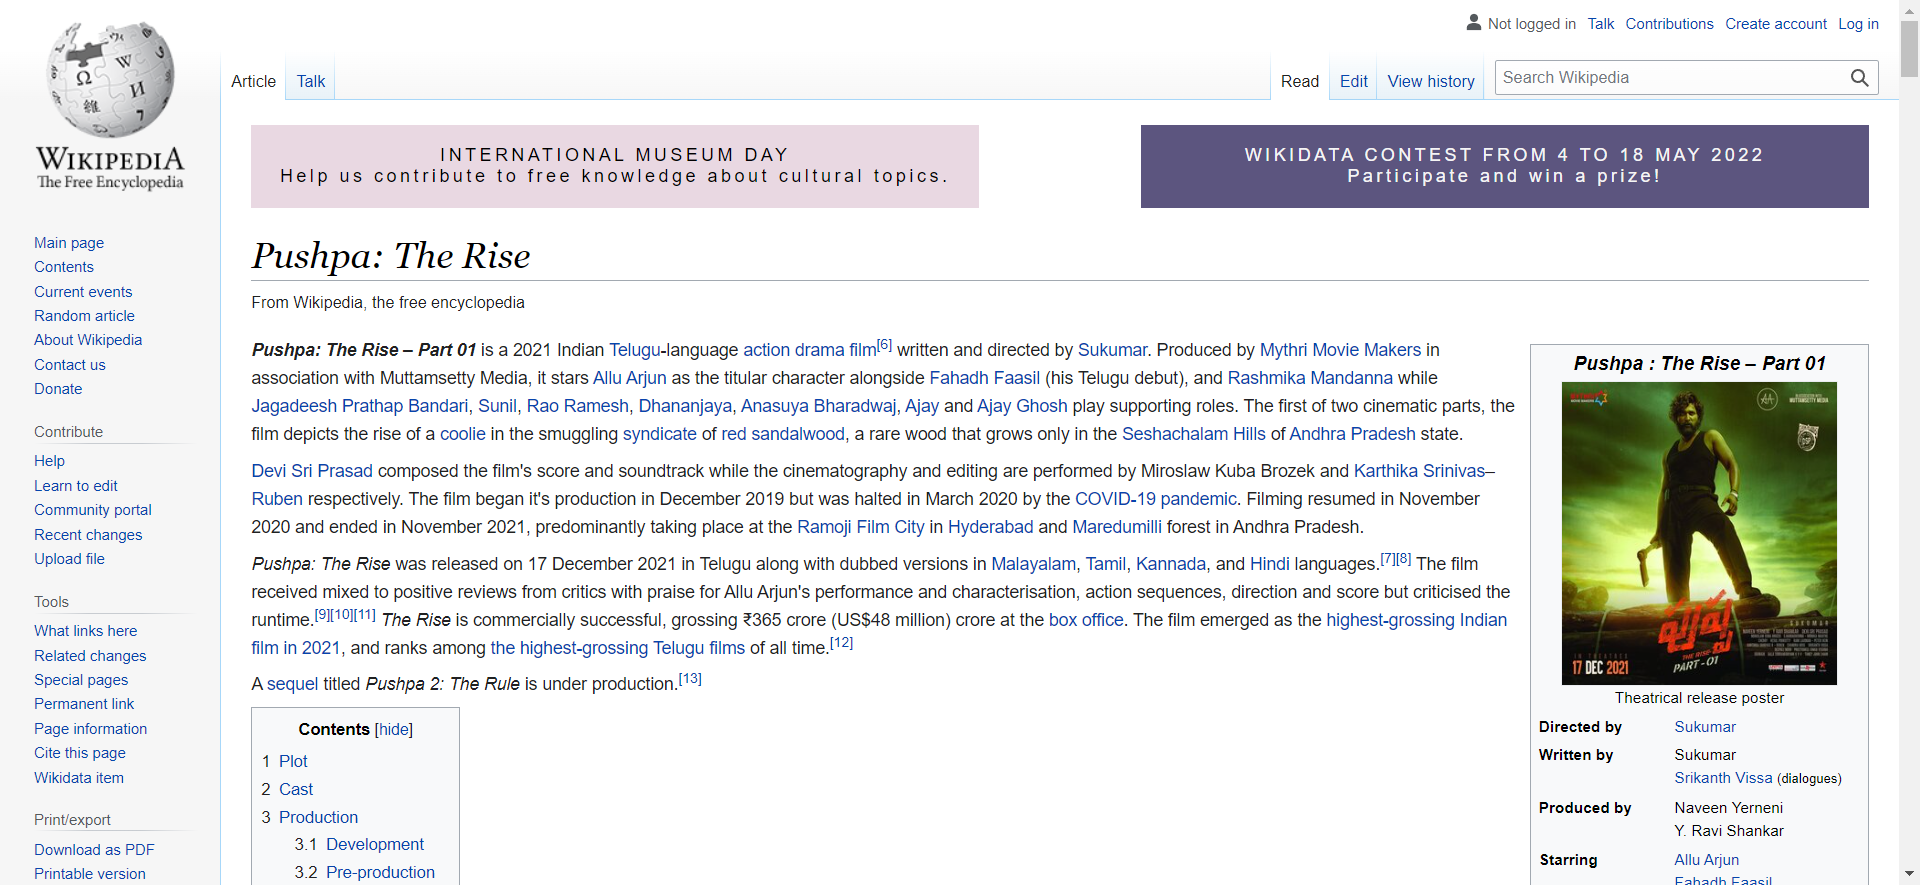 Not logged in Talk Contributions Create account Log in
Article Talk Read Edit View history Search Wikipedia
WIKIPEDIA
The Free Encyclopedia
Main page
Contents
Current events
Random article
About Wikipedia
Contact us
Donate
Contribute
Help
Learn to edit
Community portal
Recent changes
Upload file
Tools
What links here
Related changes
Special pages
Permanent link
Page information
Cite this page
Wikidata item
Print/export
Download as PDF
Printable version
INTERNATIONAL MUSEUM DAY
Help us contribute to free knowledge about cultural topics.
WIKIDATA CONTEST FROM 4 TO 18 MAY 2022
Participate and win a prize!
Pushpa: The Rise
From Wikipedia, the free encyclopedia
Pushpa: The Rise – Part 01 is a 2021 Indian Telugu-language action drama film[6] written and directed by Sukumar. Produced by Mythri Movie Makers in
association with Muttamsetty Media, it stars Allu Arjun as the titular character alongside Fahadh Faasil (his Telugu debut), and Rashmika Mandanna while
Jagadeesh Prathap Bandari, Sunil, Rao Ramesh, Dhananjaya, Anasuya Bharadwaj, Ajay and Ajay Ghosh play supporting roles. The first of two cinematic parts, the
film depicts the rise of a coolie in the smuggling syndicate of red sandalwood, a rare wood that grows only in the Seshachalam Hills of Andhra Pradesh state.
Devi Sri Prasad composed the film's score and soundtrack while the cinematography and editing are performed by Miroslaw Kuba Brozek and Karthika Srinivas–
Ruben respectively. The film began it's production in December 2019 but was halted in March 2020 by the COVID-19 pandemic. Filming resumed in November
2020 and ended in November 2021, predominantly taking place at the Ramoji Film City in Hyderabad and Maredumilli forest in Andhra Pradesh.
Pushpa: The Rise was released on 17 December 2021 in Telugu along with dubbed versions in Malayalam, Tamil, Kannada, and Hindi languages.[7][8] The film
received mixed to positive reviews from critics with praise for Allu Arjun's performance and characterisation, action sequences, direction and score but criticised the
runtime.[9][10][11] The Rise is commercially successful, grossing ₹365 crore (US$48 million) crore at the box office. The film emerged as the highest-grossing Indian
film in 2021, and ranks among the highest-grossing Telugu films of all time.[12]
A sequel titled Pushpa 2: The Rule is under production.[13]
Contents [hide]
1 Plot
2 Cast
3 Production
3.1 Development
3.2 Pre-production
Pushpa : The Rise – Part 01
పుష్ప
THE RISE
PART-01
SUKUMAR
IN THEATRES
17 DEC 2021
Theatrical release poster
Directed by Sukumar
Written by Sukumar
Srikanth Vissa (dialogues)
Produced by Naveen Yerneni
Y. Ravi Shankar
Starring Allu Arjun
Fahadh Faasil